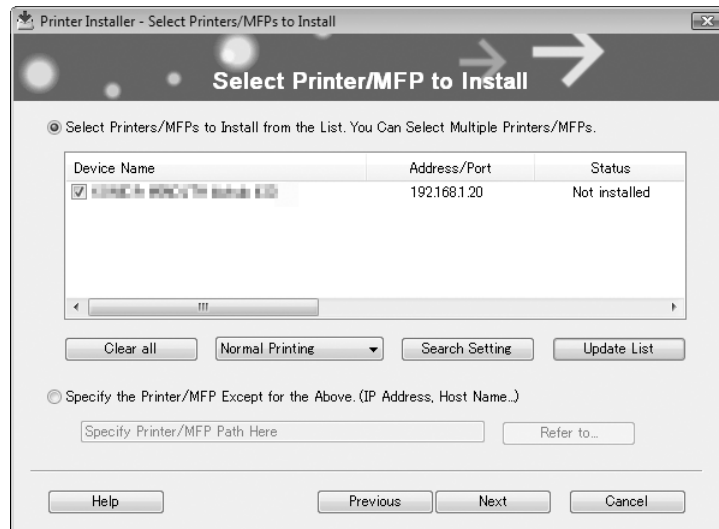 Printer Installer - Select Printers/MFPs to Install
Select Printer/MFP to Install
Select Printers/MFPs to Install from the List. You Can Select Multiple Printers/MFPs.
Device Name Address/Port Status
192.168.1.20 Not installed
Clear all Normal Printing Search Setting Update List
Specify the Printer/MFP Except for the Above. (IP Address, Host Name...)
Specify Printer/MFP Path Here Refer to...
Help Previous Next Cancel